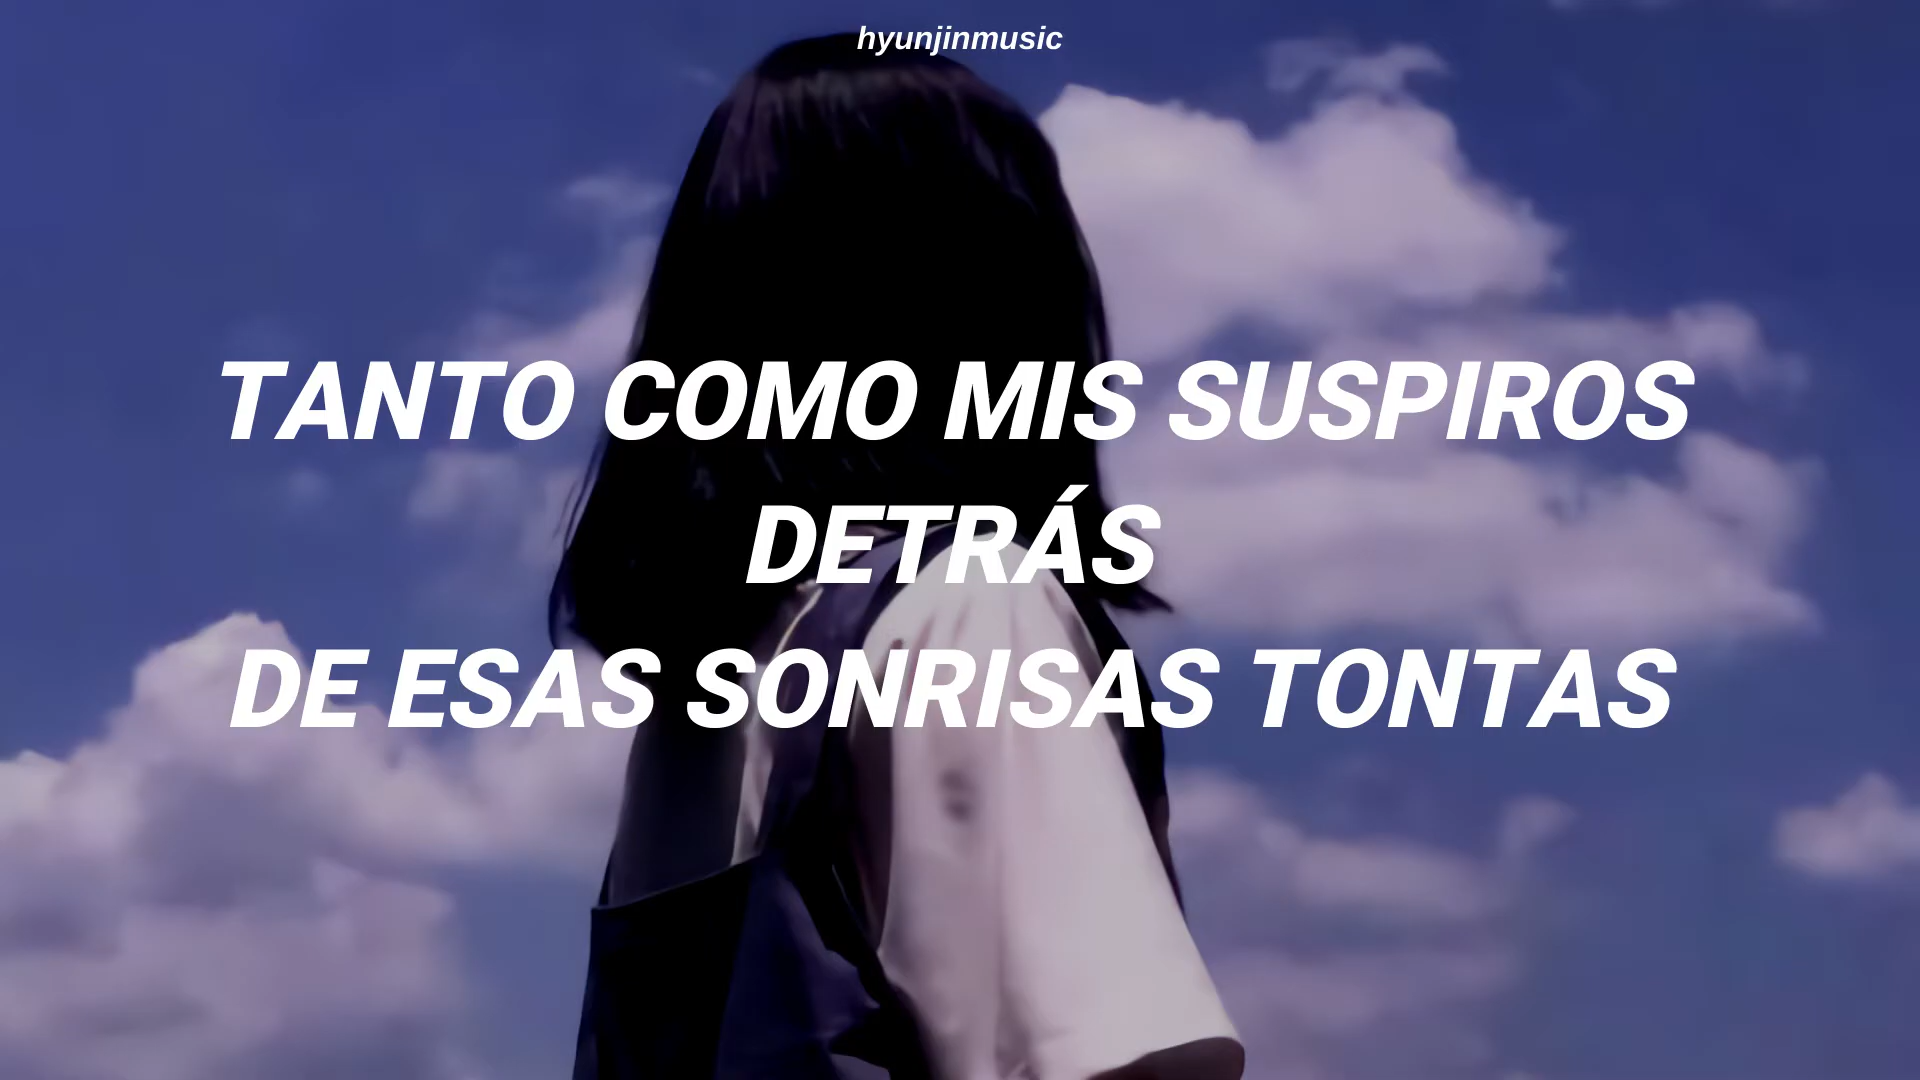 hyunjinmusic
TANTO COMO MIS SUSPIROS
DETRÁS
DE ESAS SONRISAS TONTAS